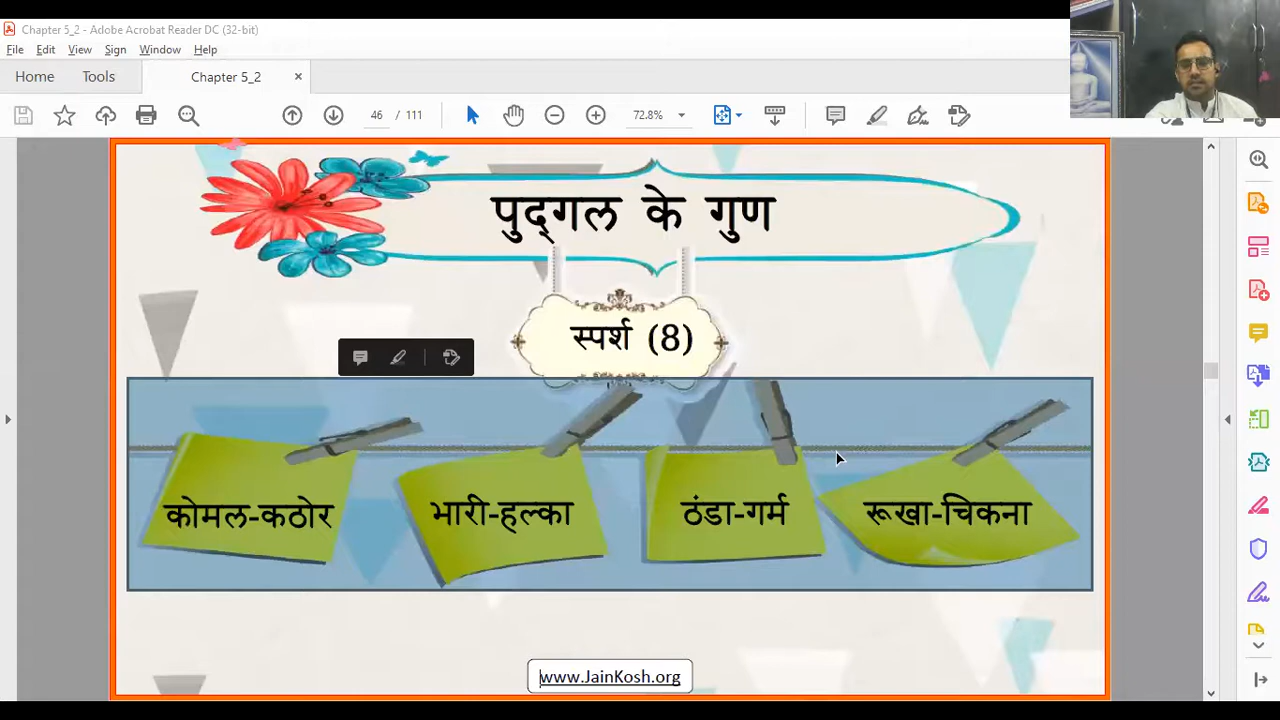 Chapter 5_2 - Adobe Acrobat Reader DC (32-bit)
File Edit View Sign Window Help
Home Tools Chapter 5_2 ×
46 / 111 72.8%
पुद्‌गल के गुण
स्पर्श (8)
कोमल-कठोर भारी-हल्का ठंडा-गर्म रूखा-चिकना
www.JainKosh.org